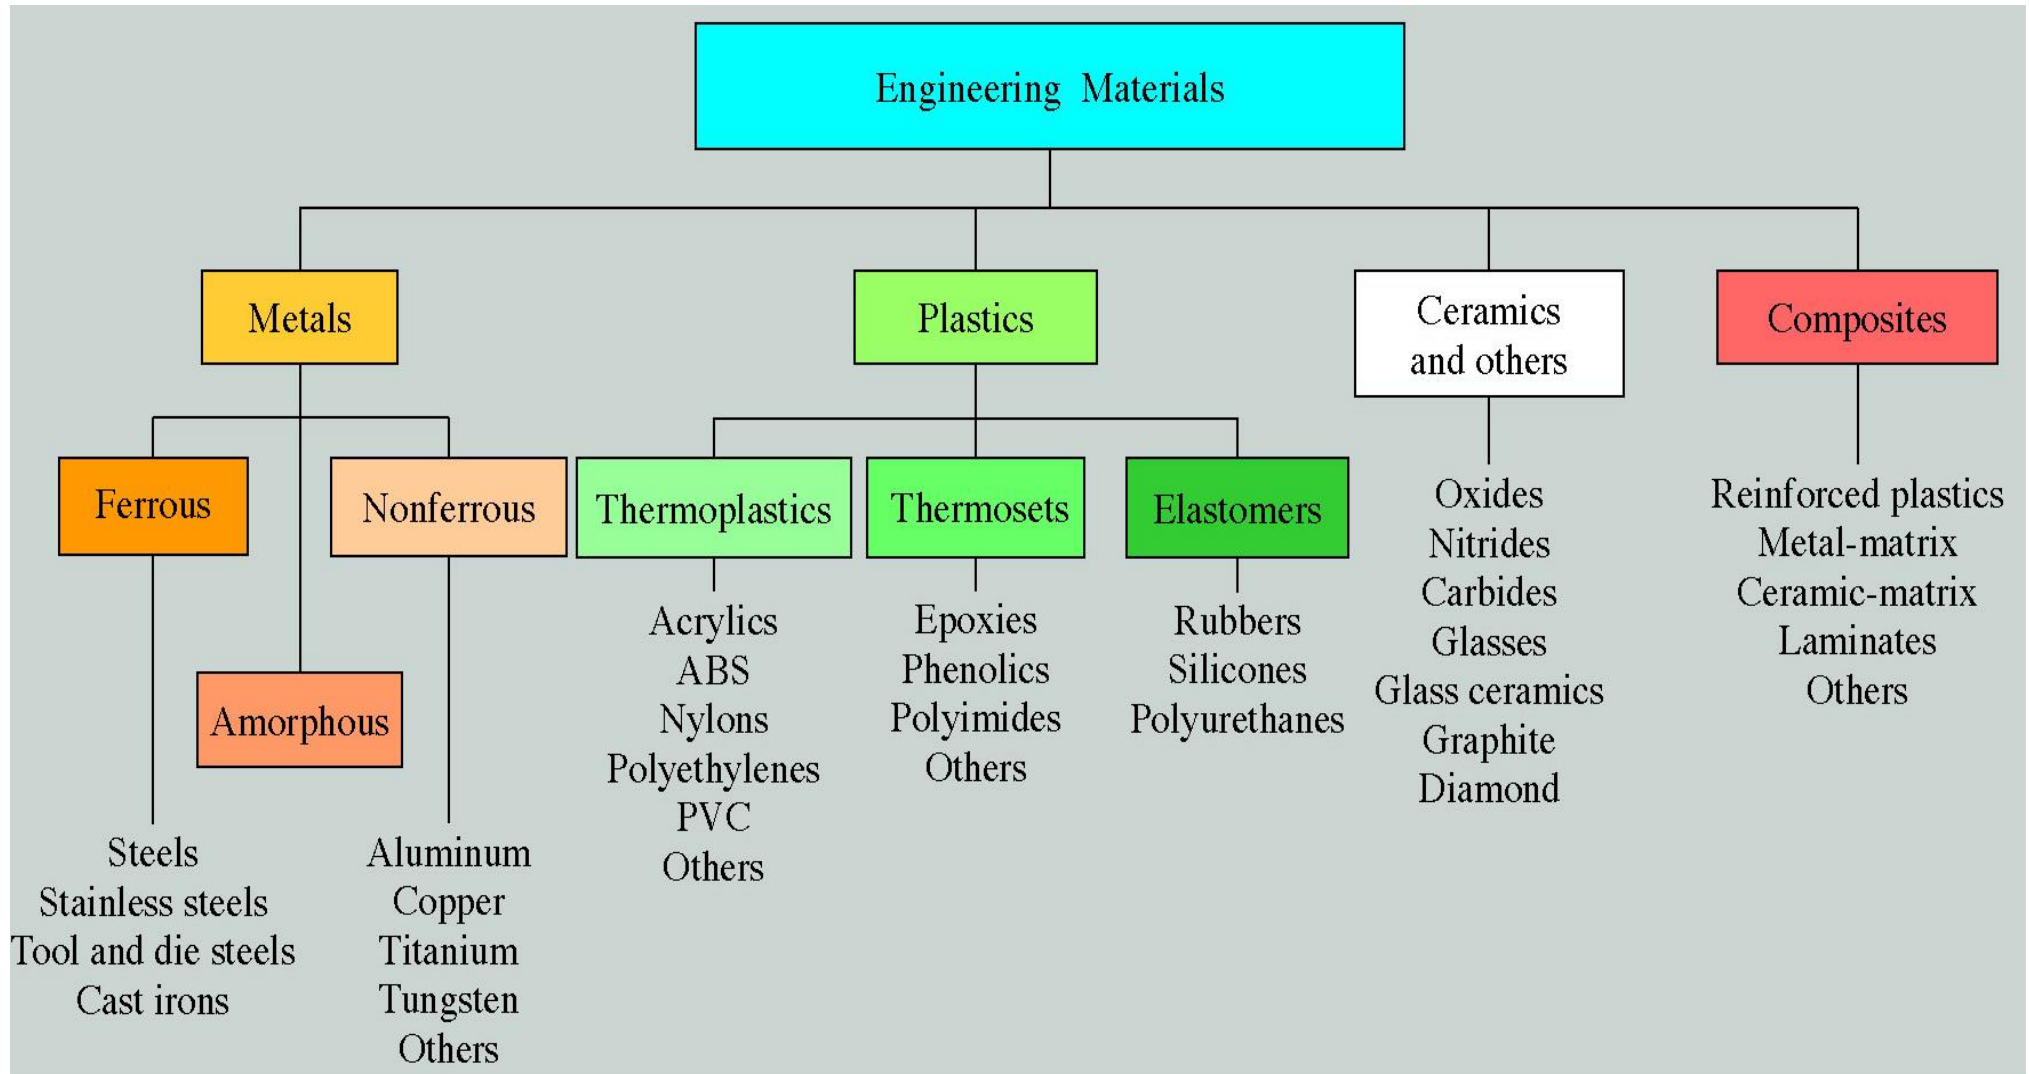 Engineering Materials
Metals
Plastics
Ceramics
and others
Composites
Ferrous
Nonferrous
Amorphous
Thermoplastics
Thermosets
Elastomers
Steels
Stainless steels
Tool and die steels
Cast irons
Aluminum
Copper
Titanium
Tungsten
Others
Acrylics
ABS
Nylons
Polyethylenes
PVC
Others
Epoxies
Phenolics
Polyimides
Others
Rubbers
Silicones
Polyurethanes
Oxides
Nitrides
Carbides
Glasses
Glass ceramics
Graphite
Diamond
Reinforced plastics
Metal-matrix
Ceramic-matrix
Laminates
Others